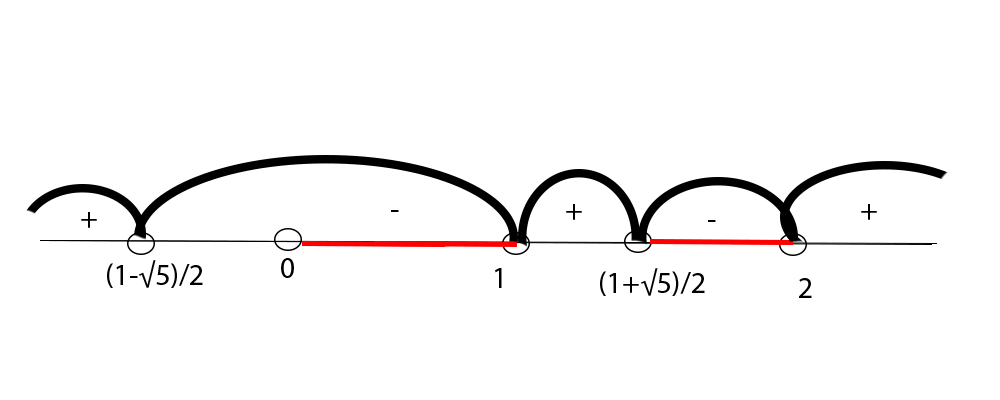 + - + - +
(1-√5)/2 0 1 (1+√5)/2 2